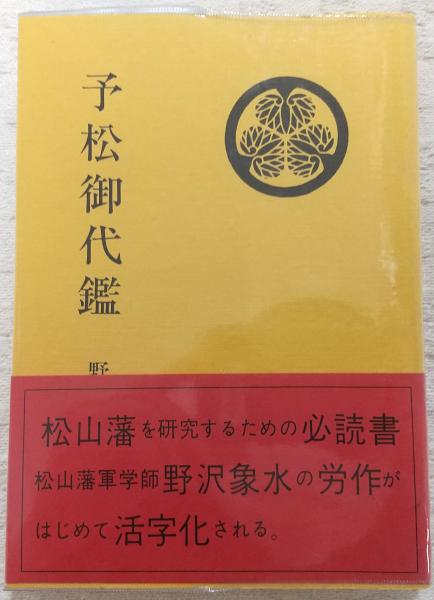 予松御代鑑
野
松山藩を研究するための必読書
松山藩軍学師野沢象水の労作が
はじめて活字化される。